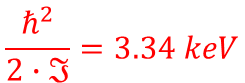 ħ²/(2 · ℑ) = 3.34 keV